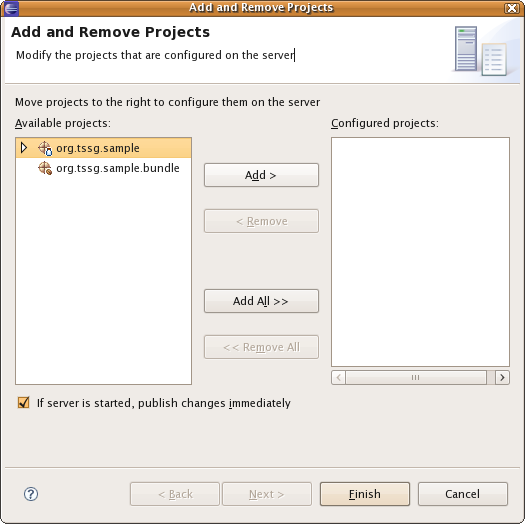 Add and Remove Projects
Add and Remove Projects
Modify the projects that are configured on the server
Move projects to the right to configure them on the server
Available projects:
Configured projects:
org.tssg.sample
org.tssg.sample.bundle
Add >
< Remove
Add All >>
<< Remove All
If server is started, publish changes immediately
?
< Back
Next >
Finish
Cancel